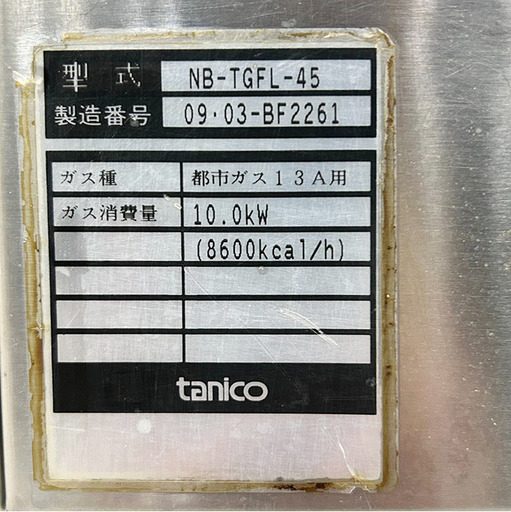 型式 NB-TGFL-45
製造番号 09・03-BF2261
ガス種 都市ガス13A用
ガス消費量 10.0kW
(8600kcal/h)
tanico